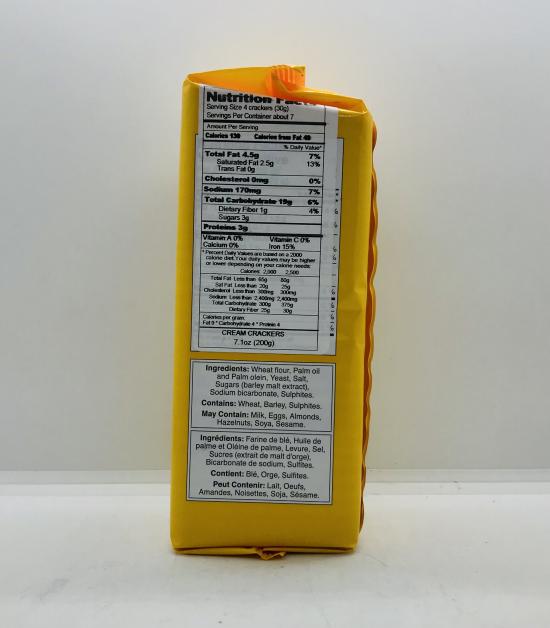 Nutrition Facts
Serving Size 4 crackers (30g)
Servings Per Container about 7
Amount Per Serving
Calories 130 Calories from Fat 40
% Daily Value*
Total Fat 4.5g 7%
Saturated Fat 2.5g 13%
Trans Fat 0g
Cholesterol 0mg 0%
Sodium 170mg 7%
Total Carbohydrate 19g 6%
Dietary Fiber 1g 4%
Sugars 3g
Proteins 3g
Vitamin A 0% Vitamin C 0%
Calcium 0% Iron 15%
* Percent Daily Values are based on a 2000
calorie diet. Your daily values may be higher
or lower depending on your calorie needs:
Calories: 2,000 2,500
Total Fat Less than 65g 80g
Sat Fat Less than 20g 25g
Cholesterol Less than 300mg 300mg
Sodium Less than 2,400mg 2,400mg
Total Carbohydrate 300g 375g
Dietary Fiber 25g 30g
Calories per gram:
Fat 9 * Carbohydrate 4 * Protein 4
CREAM CRACKERS
7.1oz (200g)
Ingredients: Wheat flour, Palm oil
and Palm olein, Yeast, Salt,
Sugars (barley malt extract),
Sodium bicarbonate, Sulphites.
Contains: Wheat, Barley, Sulphites.
May Contain: Milk, Eggs, Almonds,
Hazelnuts, Soya, Sesame.
Ingrédients: Farine de blé, Huile de
palme et Oléine de palme, Levure, Sel,
Sucres (extrait de malt d'orge),
Bicarbonate de sodium, Sulfites.
Contient: Blé, Orge, Sulfites.
Peut Contenir: Lait, Oeufs,
Amandes, Noisettes, Soja, Sésame.